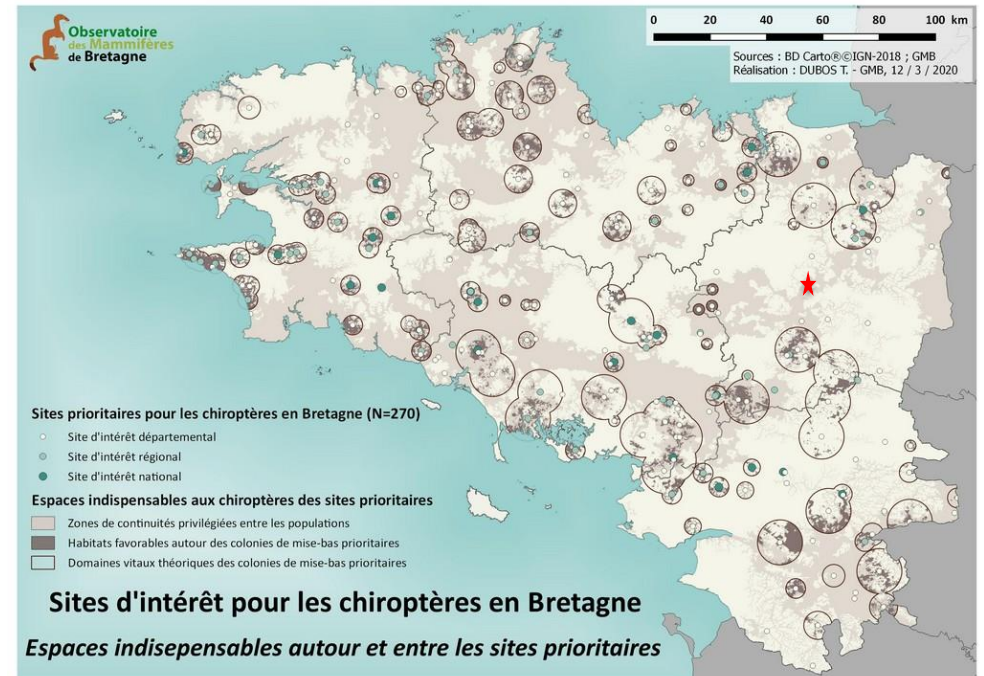 Observatoire
des Mammifères
de Bretagne
0 20 40 60 80 100 km
Sources : BD Carto®©IGN-2018 ; GMB
Réalisation : DUBOS T. - GMB, 12 / 3 / 2020
Sites prioritaires pour les chiroptères en Bretagne (N=270)
Site d'intérêt départemental
Site d'intérêt régional
Site d'intérêt national
Espaces indispensables aux chiroptères des sites prioritaires
Zones de continuités privilégiées entre les populations
Habitats favorables autour des colonies de mise-bas prioritaires
Domaines vitaux théoriques des colonies de mise-bas prioritaires
Sites d'intérêt pour les chiroptères en Bretagne
Espaces indisepensables autour et entre les sites prioritaires